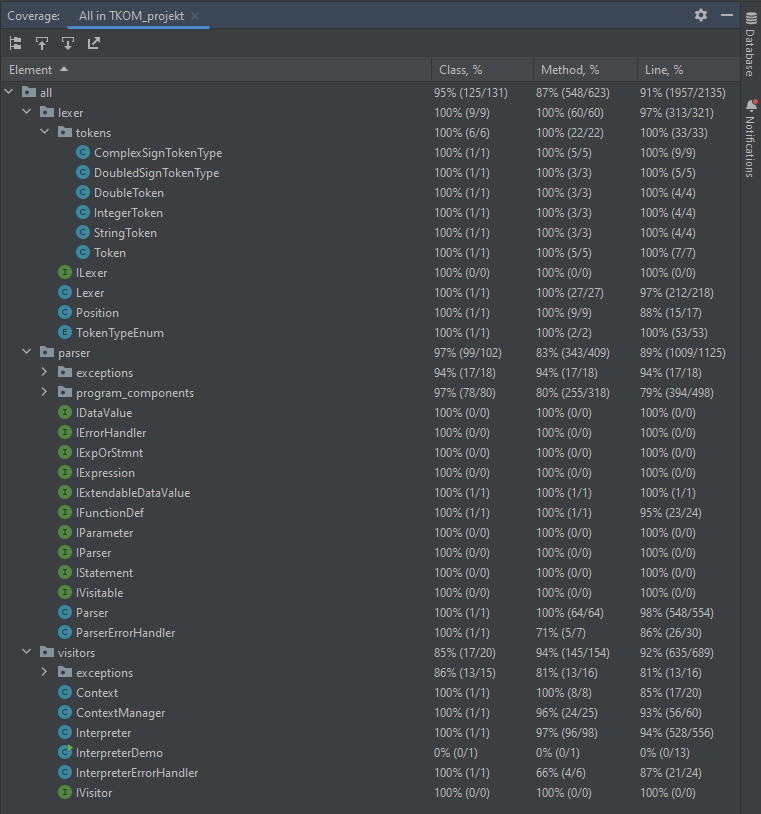 Coverage: All in TKOM_projekt
Element Class, % Method, % Line, %
all 95% (125/131) 87% (548/623) 91% (1957/2135)
lexer 100% (9/9) 100% (60/60) 97% (313/321)
tokens 100% (6/6) 100% (22/22) 100% (33/33)
ComplexSignTokenType 100% (1/1) 100% (5/5) 100% (9/9)
DoubledSignTokenType 100% (1/1) 100% (3/3) 100% (5/5)
DoubleToken 100% (1/1) 100% (3/3) 100% (4/4)
IntegerToken 100% (1/1) 100% (3/3) 100% (4/4)
StringToken 100% (1/1) 100% (3/3) 100% (4/4)
Token 100% (1/1) 100% (5/5) 100% (7/7)
ILexer 100% (0/0) 100% (0/0) 100% (0/0)
Lexer 100% (1/1) 100% (27/27) 97% (212/218)
Position 100% (1/1) 100% (9/9) 88% (15/17)
TokenTypeEnum 100% (1/1) 100% (2/2) 100% (53/53)
parser 97% (99/102) 83% (343/409) 89% (1009/1125)
exceptions 94% (17/18) 94% (17/18) 94% (17/18)
program_components 97% (78/80) 80% (255/318) 79% (394/498)
IDataValue 100% (0/0) 100% (0/0) 100% (0/0)
IErrorHandler 100% (0/0) 100% (0/0) 100% (0/0)
IExpOrStmnt 100% (0/0) 100% (0/0) 100% (0/0)
IExpression 100% (0/0) 100% (0/0) 100% (0/0)
IExtendableDataValue 100% (1/1) 100% (1/1) 100% (1/1)
IFunctionDef 100% (1/1) 100% (1/1) 95% (23/24)
IParameter 100% (0/0) 100% (0/0) 100% (0/0)
IParser 100% (0/0) 100% (0/0) 100% (0/0)
IStatement 100% (0/0) 100% (0/0) 100% (0/0)
IVisitable 100% (0/0) 100% (0/0) 100% (0/0)
Parser 100% (1/1) 100% (64/64) 98% (548/554)
ParserErrorHandler 100% (1/1) 71% (5/7) 86% (26/30)
visitors 85% (17/20) 94% (145/154) 92% (635/689)
exceptions 86% (13/15) 81% (13/16) 81% (13/16)
Context 100% (1/1) 100% (8/8) 85% (17/20)
ContextManager 100% (1/1) 96% (24/25) 93% (56/60)
Interpreter 100% (1/1) 97% (96/98) 94% (528/556)
InterpreterDemo 0% (0/1) 0% (0/1) 0% (0/13)
InterpreterErrorHandler 100% (1/1) 66% (4/6) 87% (21/24)
IVisitor 100% (0/0) 100% (0/0) 100% (0/0)
Database
Notifications